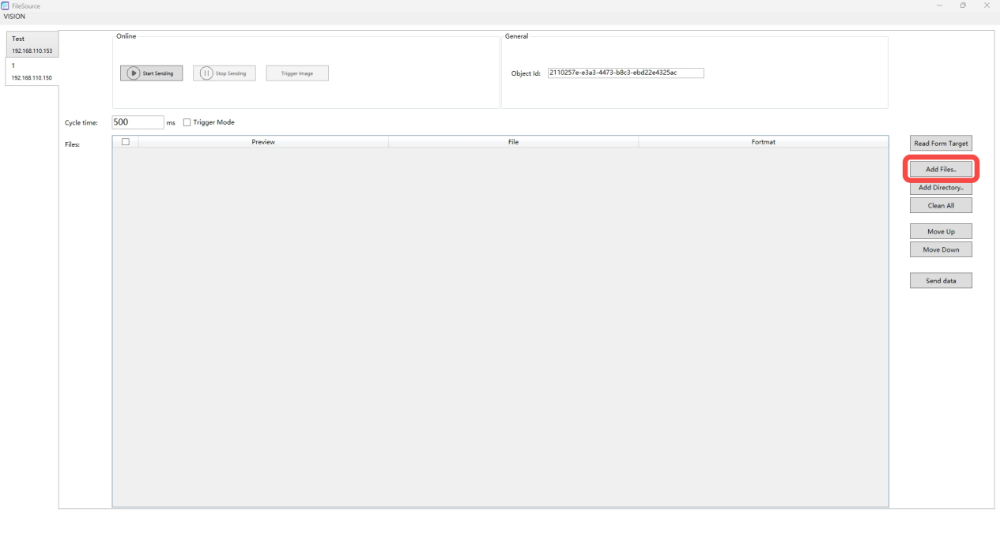 FileSource
VISION
Test
192.168.110.153
1
192.168.110.150
Online
Start Sending
Stop Sending
Trigger Image
General
Object Id: 2110257e-e3a3-4473-b8c3-ebd22e4325ac
Cycle time: 500 ms Trigger Mode
Files:
Preview File Fortmat
Read Form Target
Add Files..
Add Directory..
Clean All
Move Up
Move Down
Send data